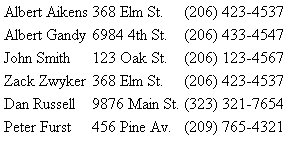 Albert Aikens 368 Elm St. (206) 423-4537
Albert Gandy 6984 4th St. (206) 433-4547
John Smith 123 Oak St. (206) 123-4567
Zack Zwyker 368 Elm St. (206) 423-4537
Dan Russell 9876 Main St. (323) 321-7654
Peter Furst 456 Pine Av. (209) 765-4321